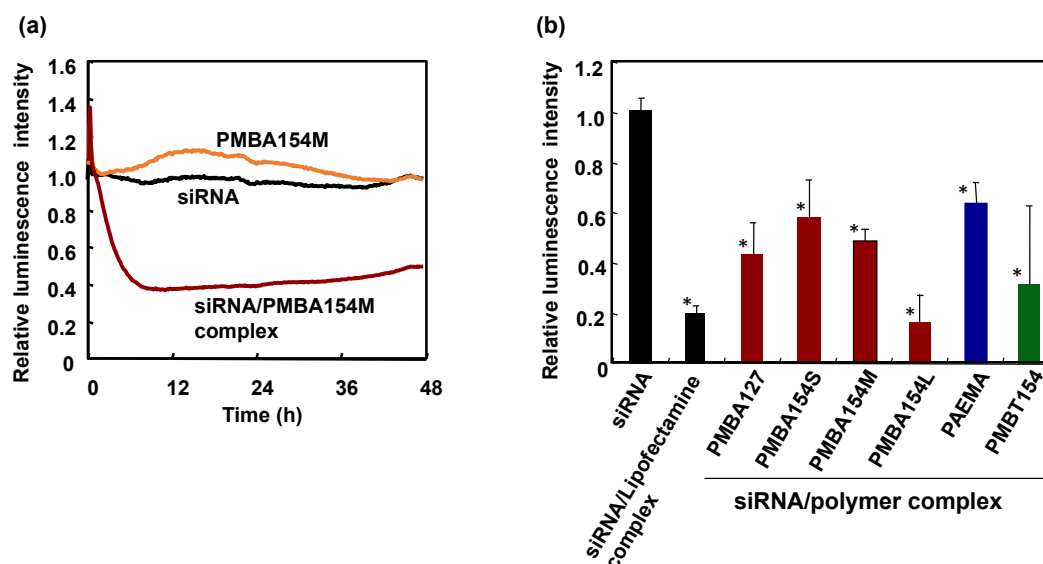 (a)
Relative luminescence intensity
1.6
1.4
1.2
1.0
0.8
0.6
0.4
0.2
0
PMBA154M
siRNA
siRNA/PMBA154M
complex
0 12 24 36 48
Time (h)
(b)
Relative luminescence intensity
1.2
1.0
0.8
0.6
0.4
0.2
0
* * * * * * *
siRNA
siRNA/Lipofectamine
complex
PMBA127
PMBA154S
PMBA154M
PMBA154L
PAEMA
PMBT154
siRNA/polymer complex